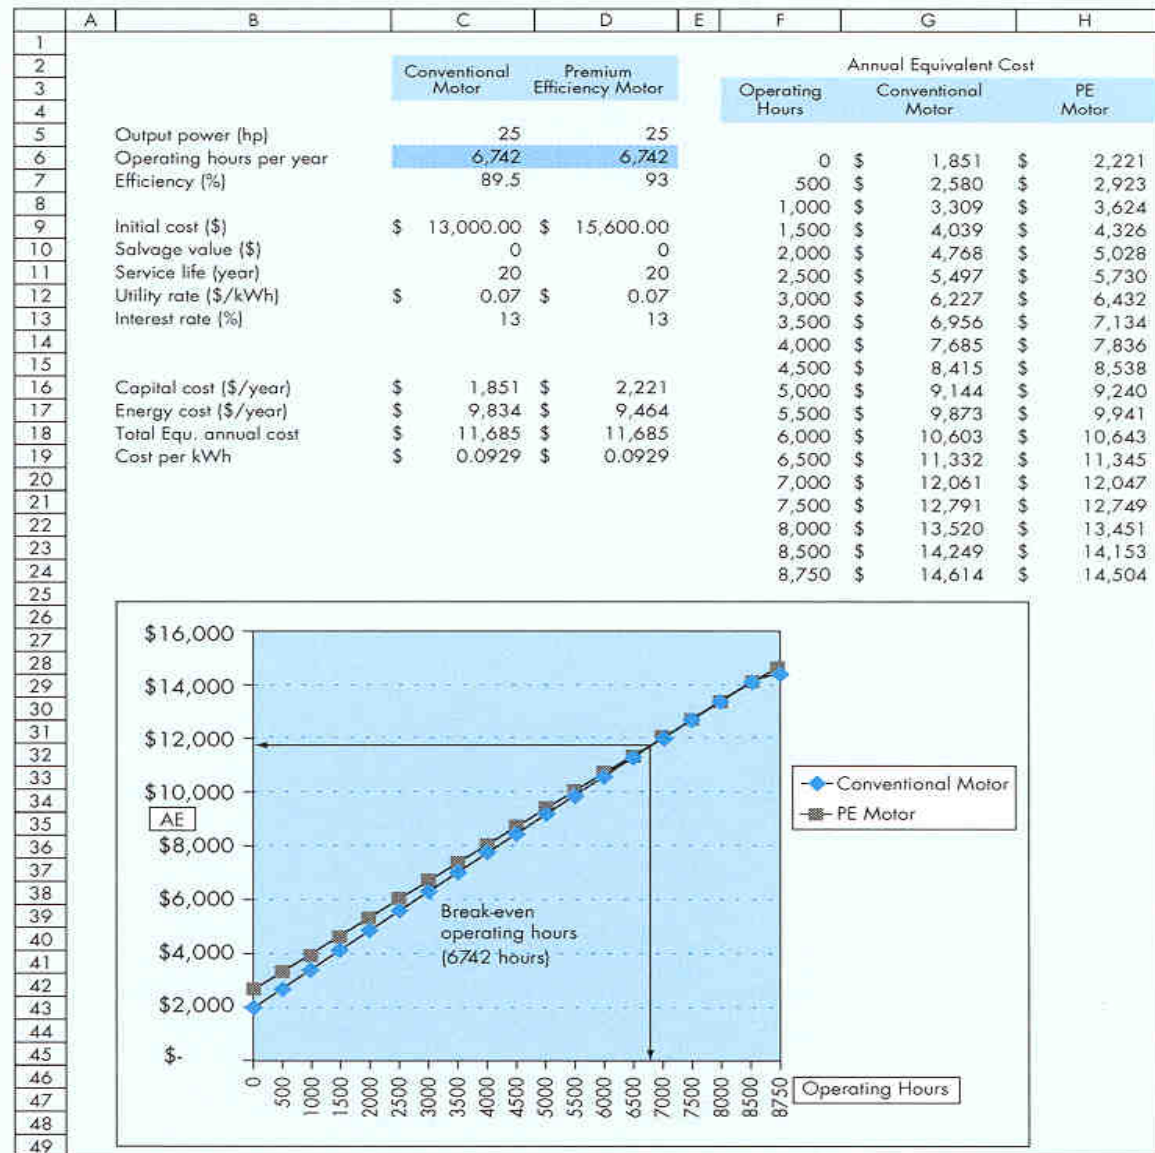 A B C D E F G H
1
2 Conventional Premium Annual Equivalent Cost
3 Motor Efficiency Motor Operating Conventional PE
4 Hours Motor Motor
5 Output power (hp) 25 25
6 Operating hours per year 6,742 6,742 0 $ 1,851 $ 2,221
7 Efficiency (%) 89.5 93 500 $ 2,580 $ 2,923
8 1,000 $ 3,309 $ 3,624
9 Initial cost ($) $ 13,000.00 $ 15,600.00 1,500 $ 4,039 $ 4,326
10 Salvage value ($) 0 0 2,000 $ 4,768 $ 5,028
11 Service life (year) 20 20 2,500 $ 5,497 $ 5,730
12 Utility rate ($/kWh) $ 0.07 $ 0.07 3,000 $ 6,227 $ 6,432
13 Interest rate (%) 13 13 3,500 $ 6,956 $ 7,134
14 4,000 $ 7,685 $ 7,836
15 4,500 $ 8,415 $ 8,538
16 Capital cost ($/year) $ 1,851 $ 2,221 5,000 $ 9,144 $ 9,240
17 Energy cost ($/year) $ 9,834 $ 9,464 5,500 $ 9,873 $ 9,941
18 Total Equ. annual cost $ 11,685 $ 11,685 6,000 $ 10,603 $ 10,643
19 Cost per kWh $ 0.0929 $ 0.0929 6,500 $ 11,332 $ 11,345
20 7,000 $ 12,061 $ 12,047
21 7,500 $ 12,791 $ 12,749
22 8,000 $ 13,520 $ 13,451
23 8,500 $ 14,249 $ 14,153
24 8,750 $ 14,614 $ 14,504
25
26
27 $16,000
28
29 $14,000
30
31 $12,000
32
33 Conventional Motor
34 $10,000
35 AE PE Motor
36 $8,000
37
38 $6,000
39 Break-even
40 operating hours
41 $4,000 (6742 hours)
42
43 $2,000
44
45 $-
46
47 0 500 1000 1500 2000 2500 3000 3500 4000 4500 5000 5500 6000 6500 7000 7500 8000 8500 8750 Operating Hours
48
49